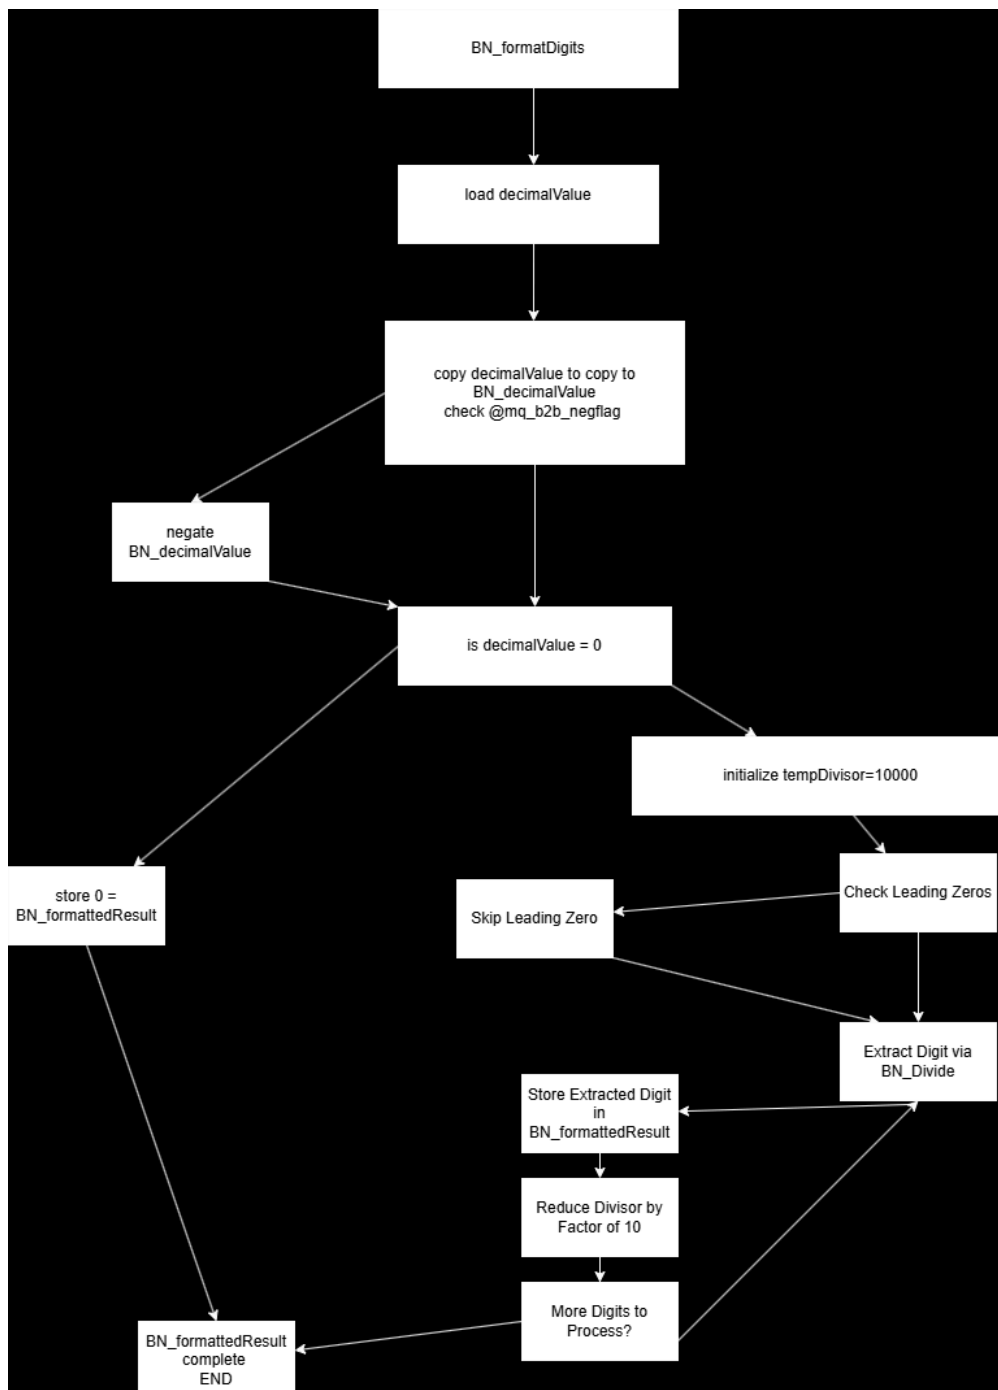 BN_formatDigits
load decimalValue
copy decimalValue to copy to
BN_decimalValue
check @mq_b2b_negflag
negate
BN_decimalValue
is decimalValue = 0
initialize tempDivisor=10000
store 0 =
BN_formattedResult
Skip Leading Zero
Check Leading Zeros
Extract Digit via
BN_Divide
Store Extracted Digit
in
BN_formattedResult
Reduce Divisor by
Factor of 10
More Digits to
Process?
BN_formattedResult
complete
END